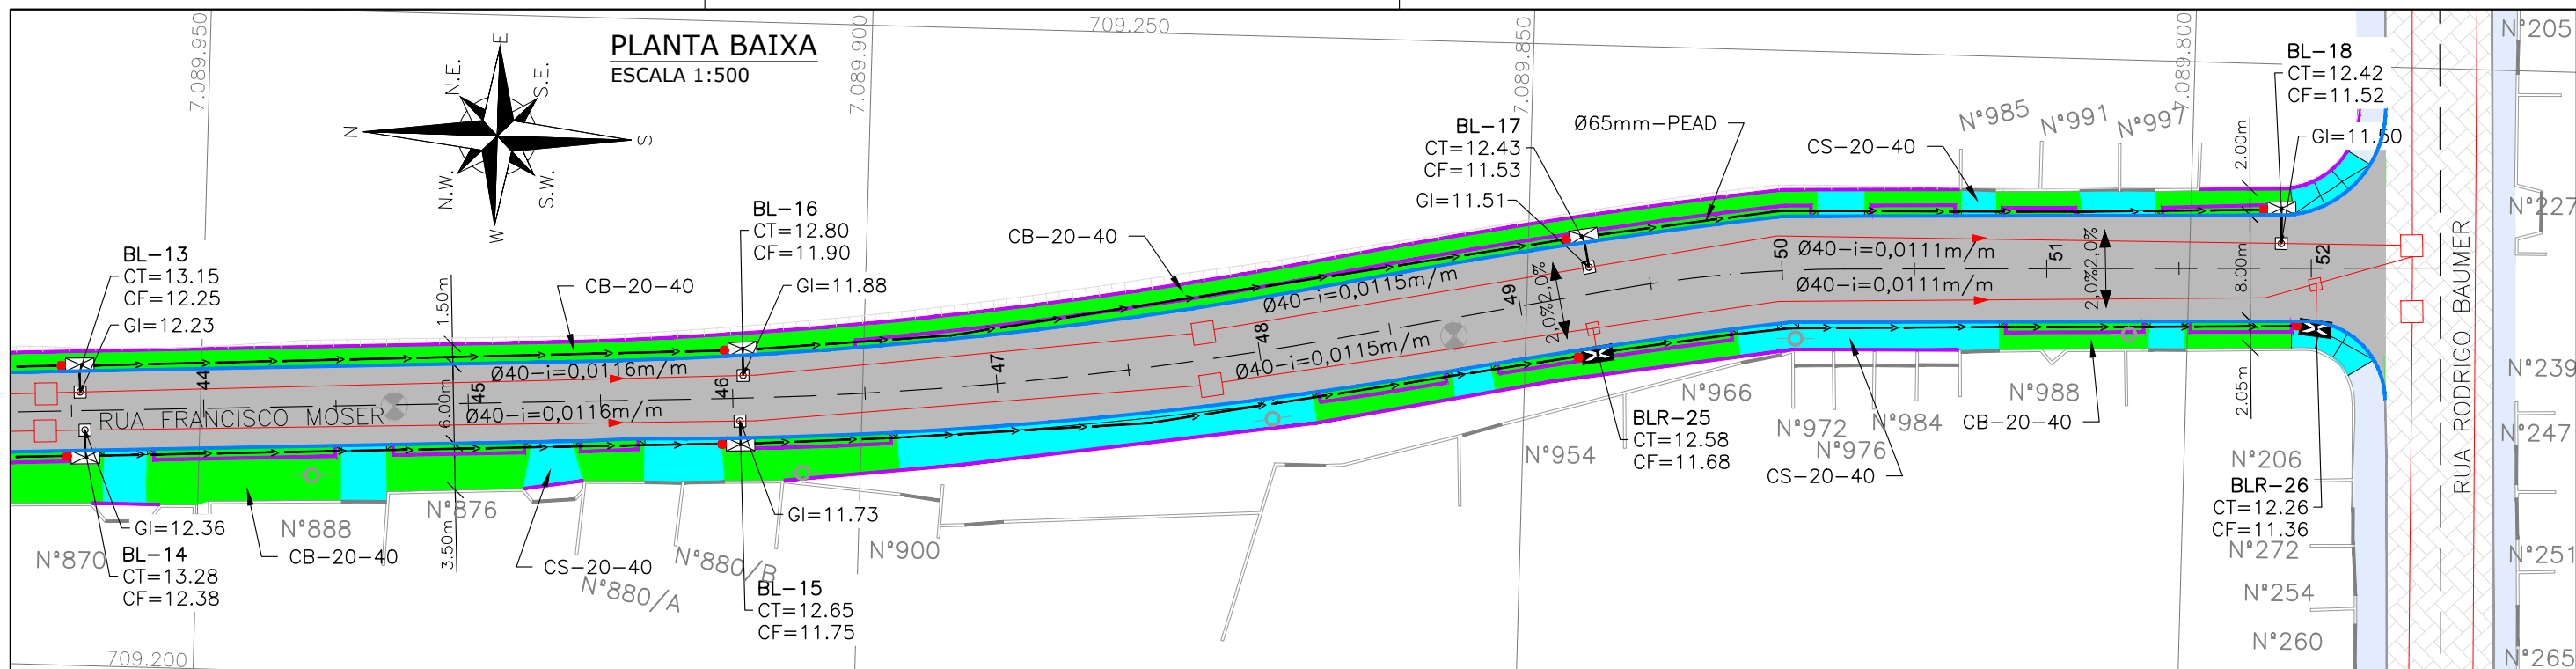 PLANTA BAIXA
ESCALA 1:500
7.089.950
7.089.900
709.250
7.089.850
7.089.800
709.200
N
N.E.
E
S.E.
S
S.W.
W
N.W.
BL-13
CT=13.15
CF=12.25
GI=12.23
1.50m
6.00m
3.50m
CB-20-40
BL-16
CT=12.80
CF=11.90
GI=11.88
CB-20-40
BL-17
CT=12.43
CF=11.53
GI=11.51
Ø65mm-PEAD
CS-20-40
N°985
N°991
N°997
BL-18
CT=12.42
CF=11.52
GI=11.50
2.00m
8.00m
2.05m
44
45
46
47
48
49
50
51
52
Ø40-i=0,0116m/m
Ø40-i=0,0116m/m
Ø40-i=0,0115m/m
Ø40-i=0,0115m/m
Ø40-i=0,0111m/m
Ø40-i=0,0111m/m
2,0%
2,0%
2,0%
2,0%
RUA FRANCISCO MOSER
RUA RODRIGO BAUMER
GI=12.36
BL-14
CT=13.28
CF=12.38
N°870
N°888
N°876
CB-20-40
CS-20-40
N°880/A
N°880/B
GI=11.73
BL-15
CT=12.65
CF=11.75
N°900
N°954
BLR-25
CT=12.58
CF=11.68
N°966
N°972
N°976
N°984
CS-20-40
N°988
CB-20-40
N°206
BLR-26
CT=12.26
CF=11.36
N°272
N°254
N°260
N°205
N°227
N°239
N°247
N°251
N°265